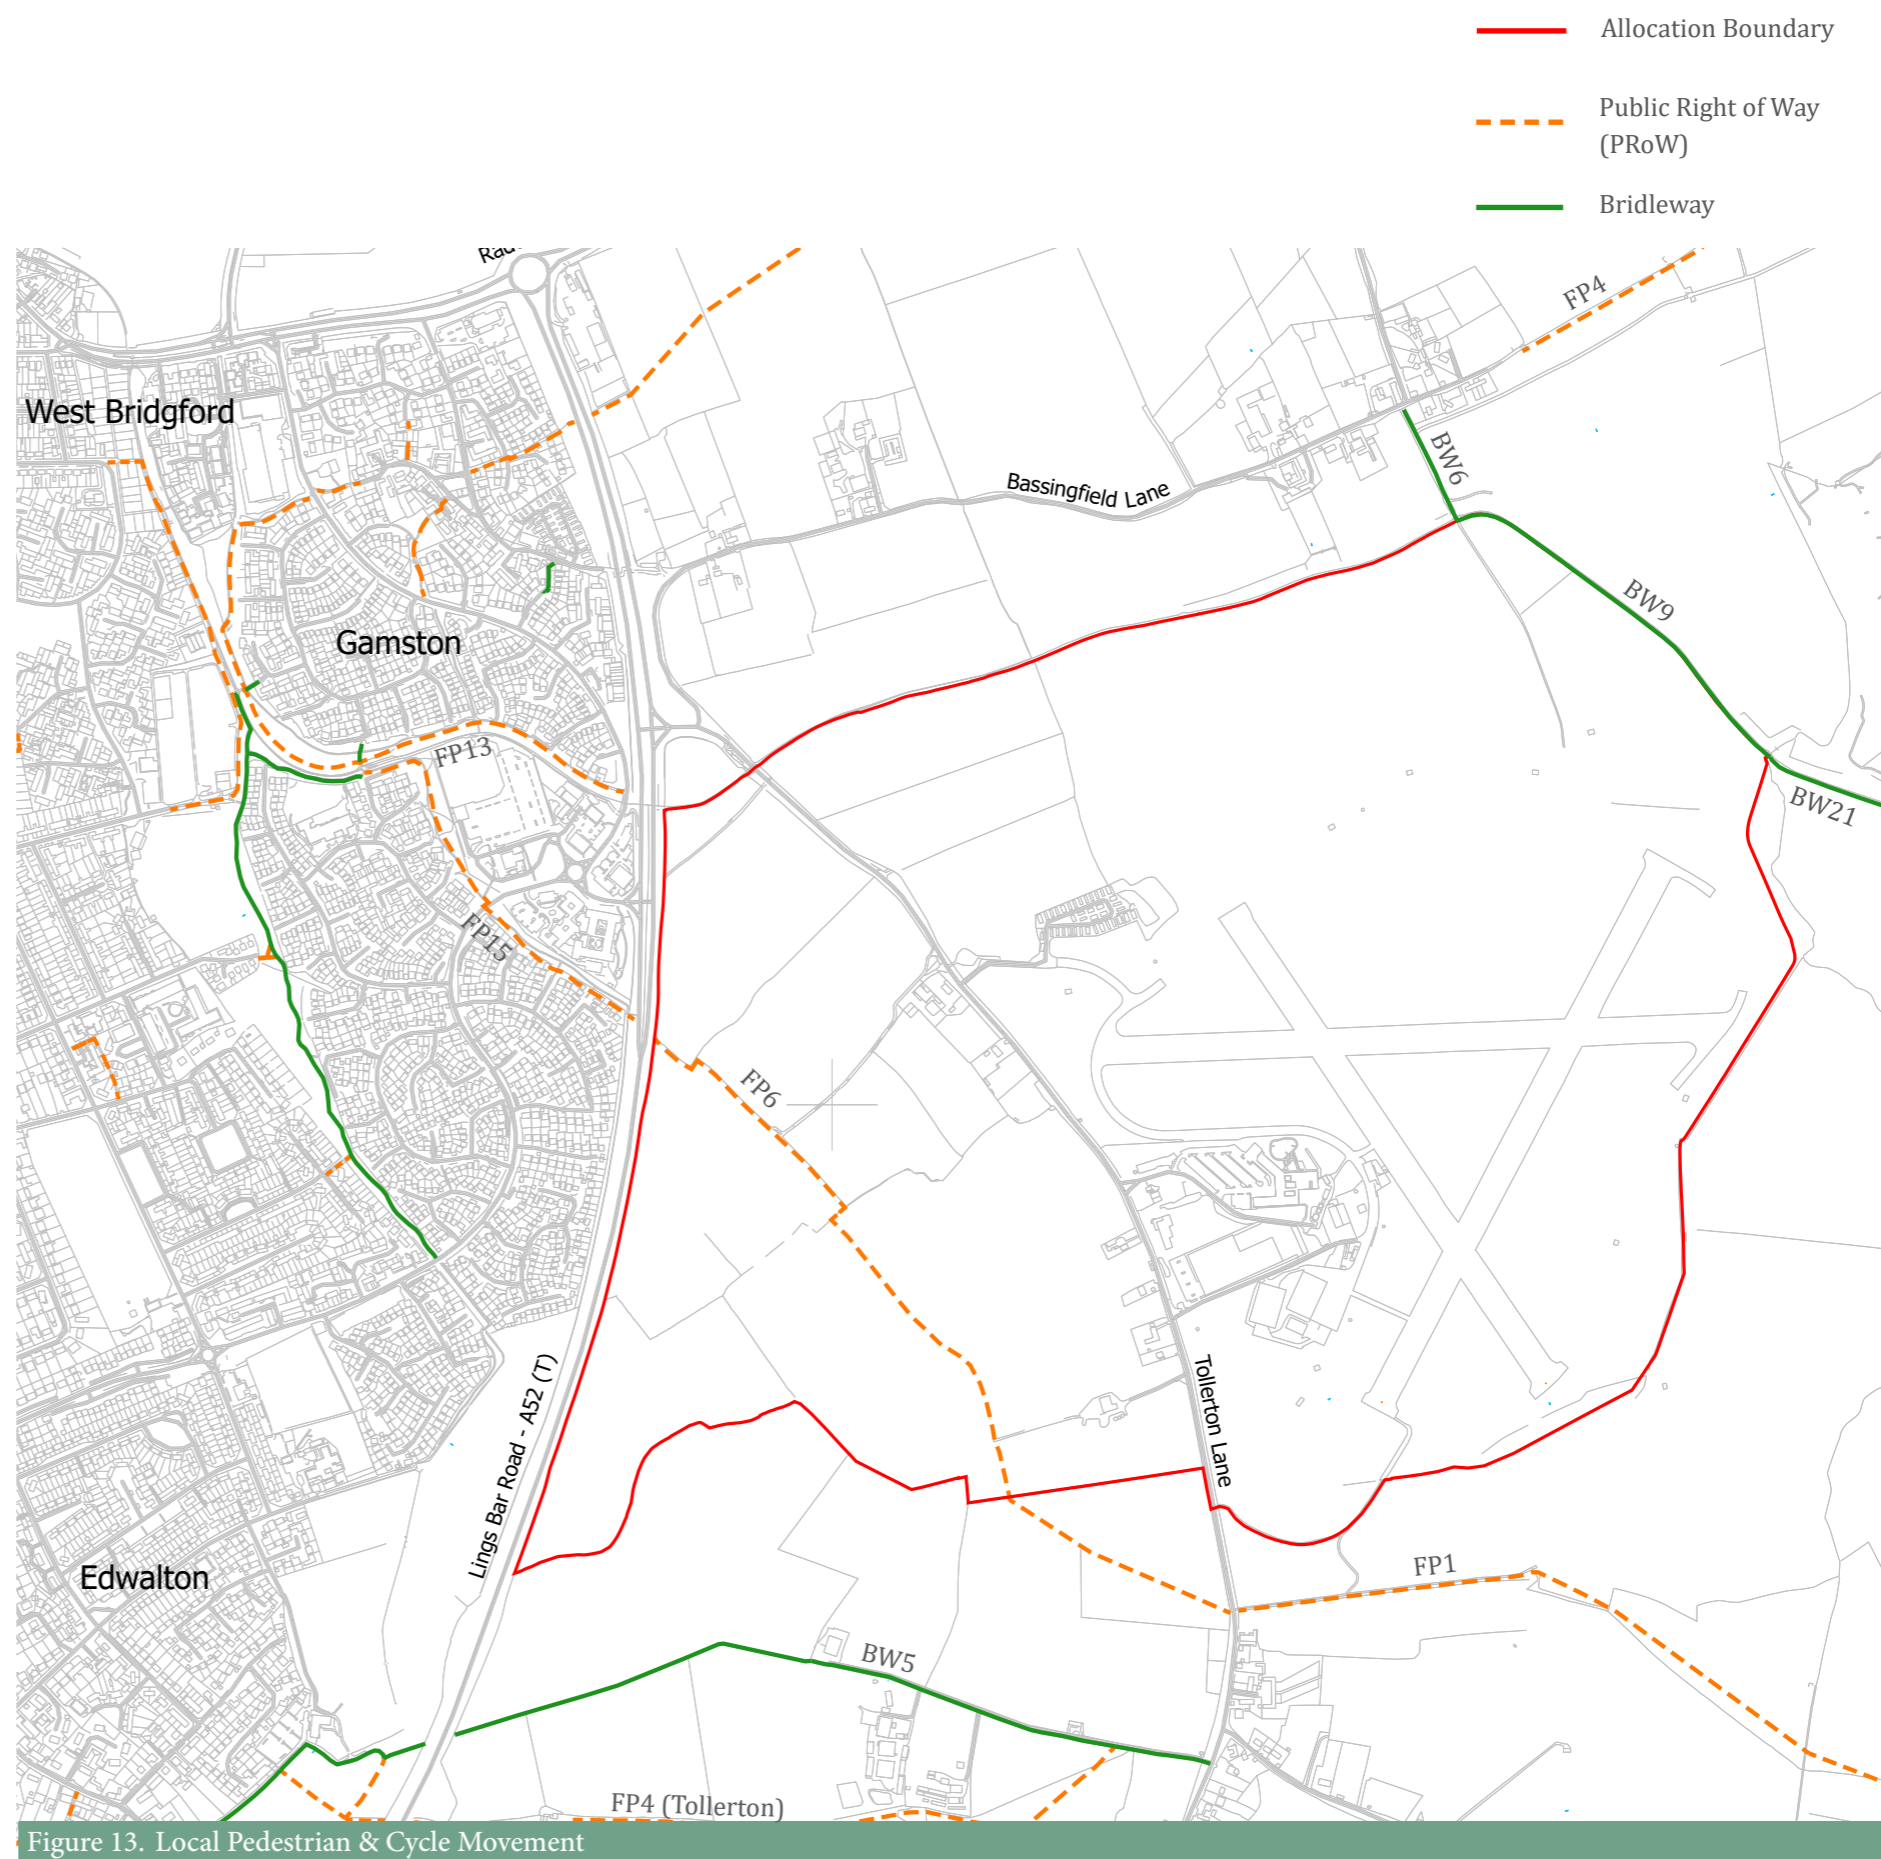 Allocation Boundary
Public Right of Way
(PRoW)
Bridleway
FP4
West Bridgford
BW6
Bassingfield Lane
BW9
Gamston
FP13
BW21
FP15
FP6
Lings Bar Road - A52 (T)
Tollerton Lane
Edwalton
FP1
BW5
FP4 (Tollerton)
Figure 13. Local Pedestrian & Cycle Movement